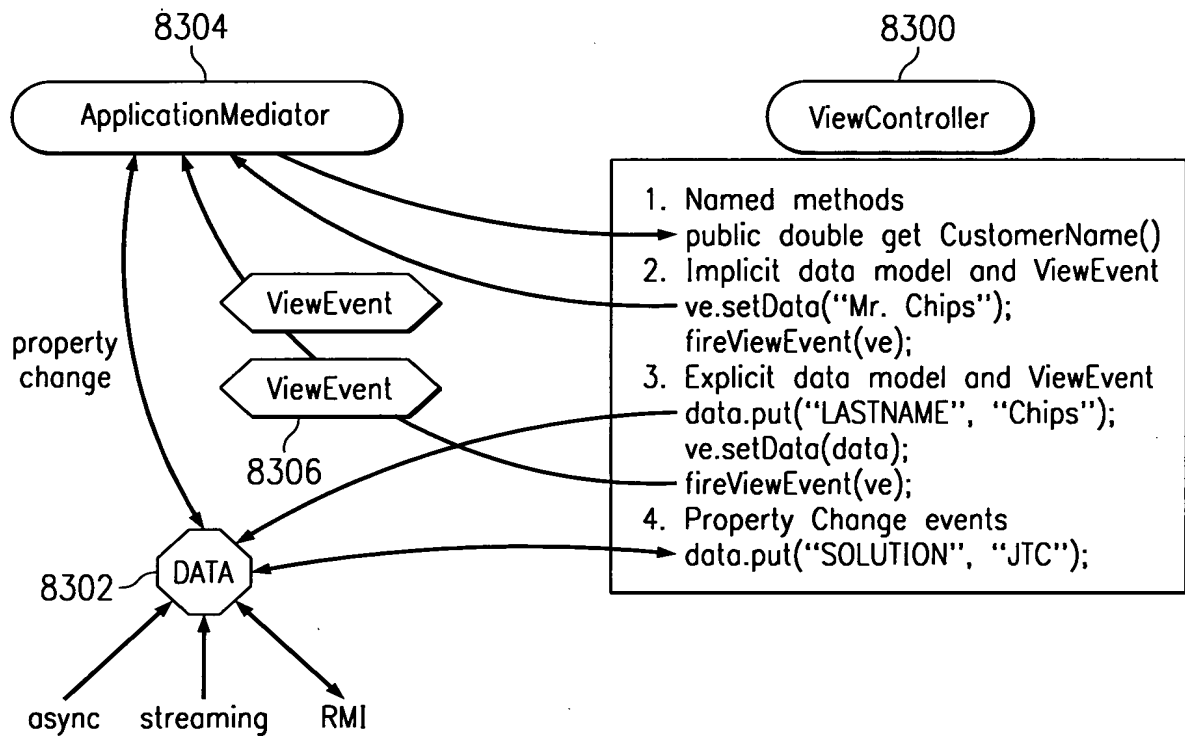 8304
8300
ApplicationMediator
ViewController
1. Named methods
public double get CustomerName()
2. Implicit data model and ViewEvent
ve.setData(“Mr. Chips”);
fireViewEvent(ve);
3. Explicit data model and ViewEvent
data.put(“LASTNAME”, “Chips”);
ve.setData(data);
fireViewEvent(ve);
4. Property Change events
data.put(“SOLUTION”, “JTC”);
ViewEvent
property
change
ViewEvent
8306
8302
DATA
async
streaming
RMI